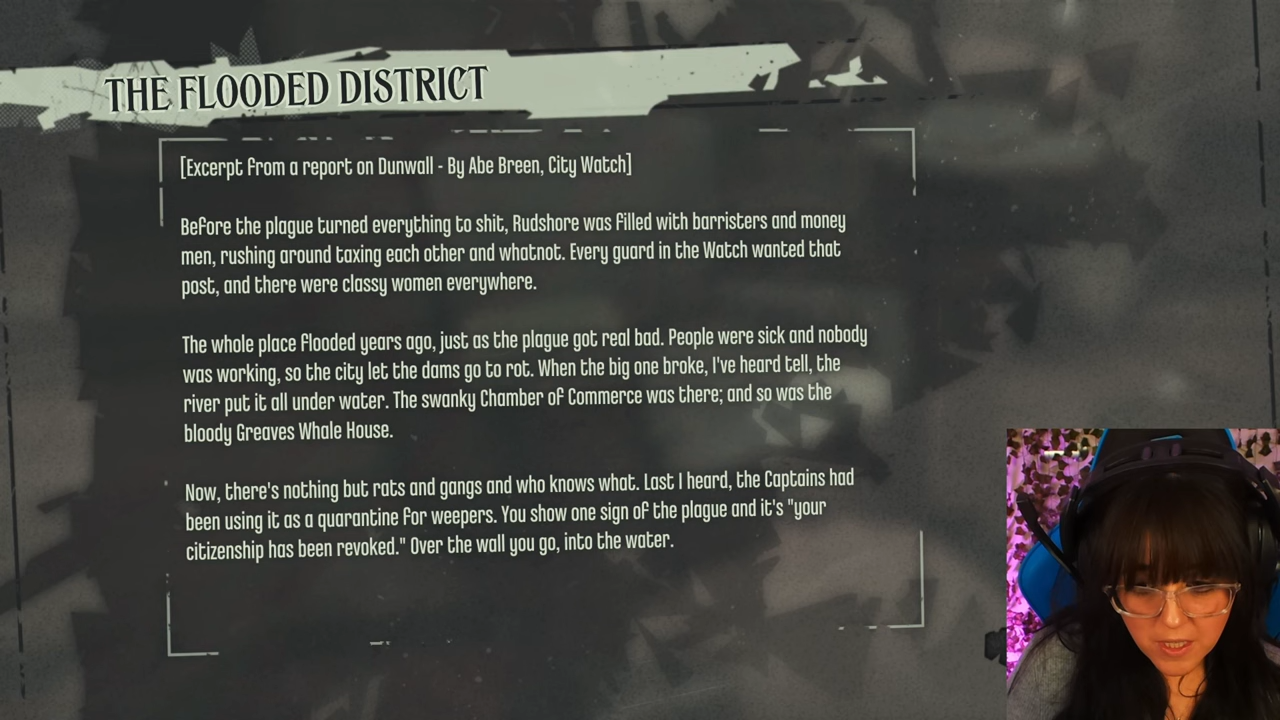 THE FLOODED DISTRICT
[Excerpt from a report on Dunwall - By Abe Breen, City Watch]
Before the plague turned everything to shit, Rudshore was filled with barristers and money
men, rushing around taxing each other and whatnot. Every guard in the Watch wanted that
post, and there were classy women everywhere.
The whole place flooded years ago, just as the plague got real bad. People were sick and nobody
was working, so the city let the dams go to rot. When the big one broke, I've heard tell, the
river put it all under water. The swanky Chamber of Commerce was there; and so was the
bloody Greaves Whale House.
Now, there's nothing but rats and gangs and who knows what. Last I heard, the Captains had
been using it as a quarantine for weepers. You show one sign of the plague and it's "your
citizenship has been revoked." Over the wall you go, into the water.